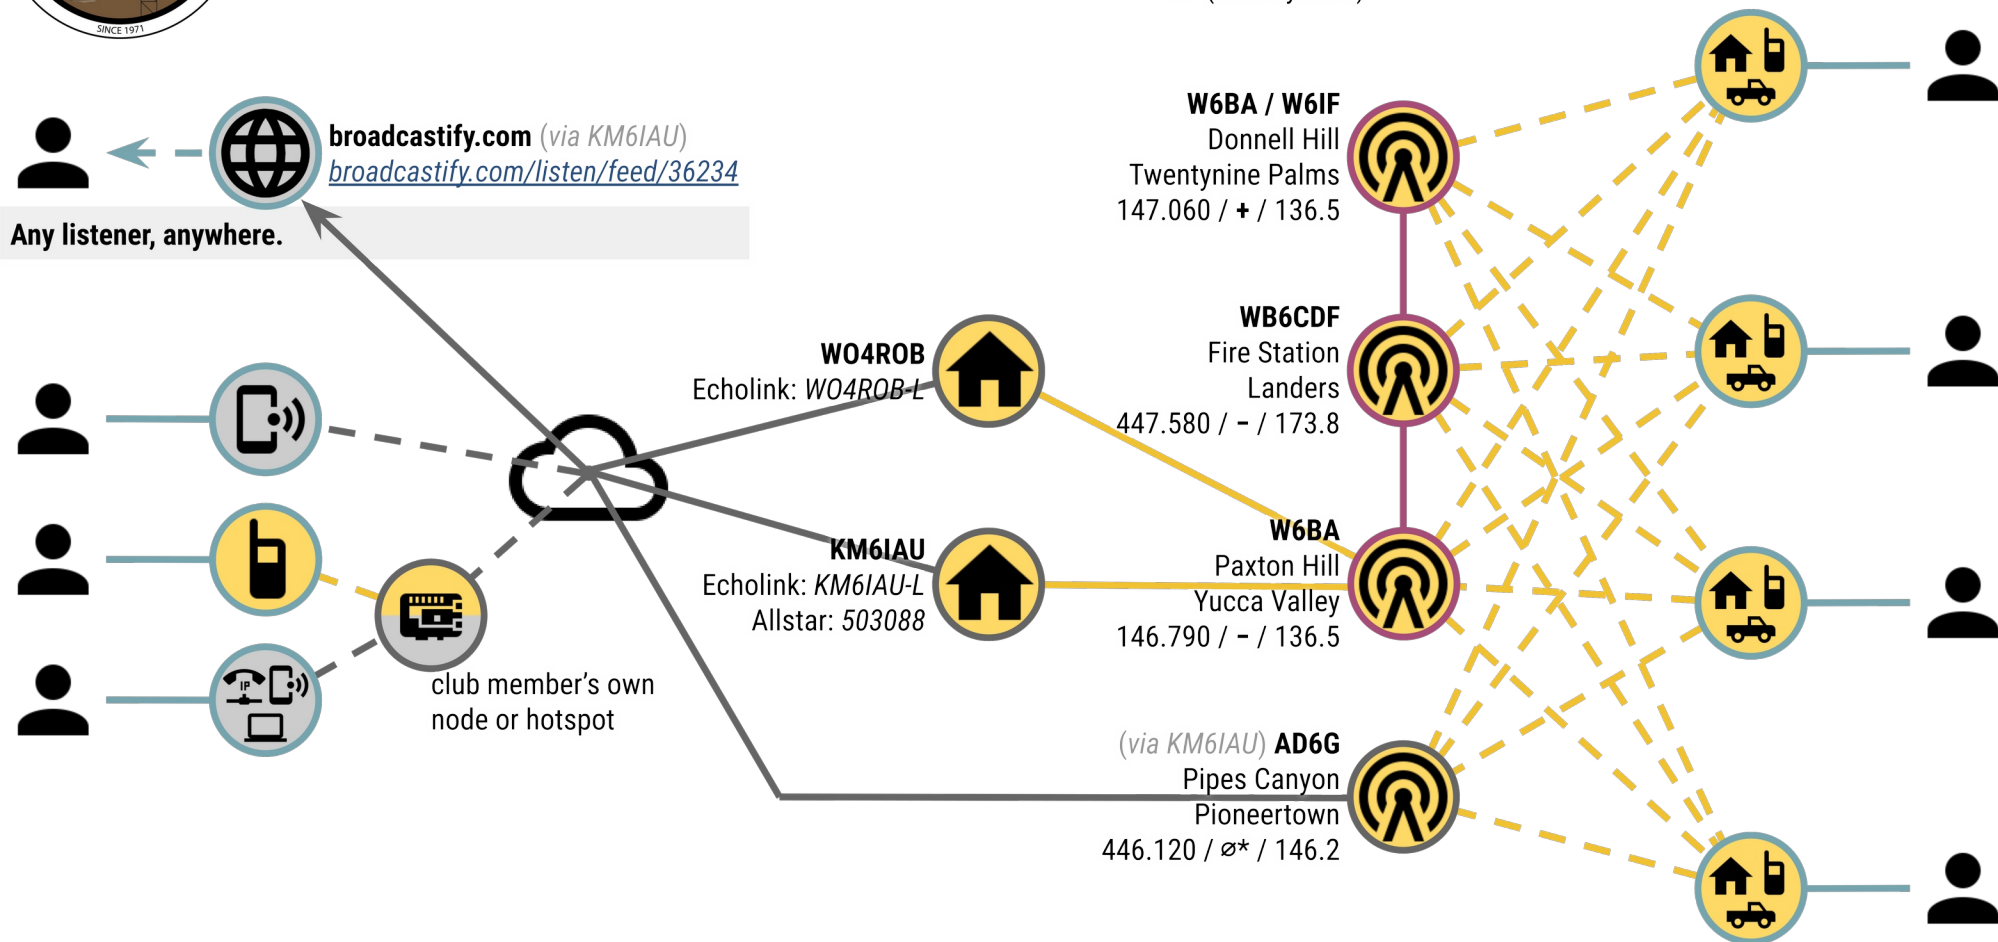 SINCE 1971
broadcastify.com (via KM6IAU)
broadcastify.com/listen/feed/36234
Any listener, anywhere.
W6BA / W6IF
Donnell Hill
Twentynine Palms
147.060 / + / 136.5
WB6CDF
Fire Station
Landers
447.580 / - / 173.8
WO4ROB
Echolink: WO4ROB-L
KM6IAU
Echolink: KM6IAU-L
Allstar: 503088
W6BA
Paxton Hill
Yucca Valley
146.790 / - / 136.5
IP
club member's own
node or hotspot
(via KM6IAU) AD6G
Pipes Canyon
Pioneertown
446.120 / ⌀* / 146.2